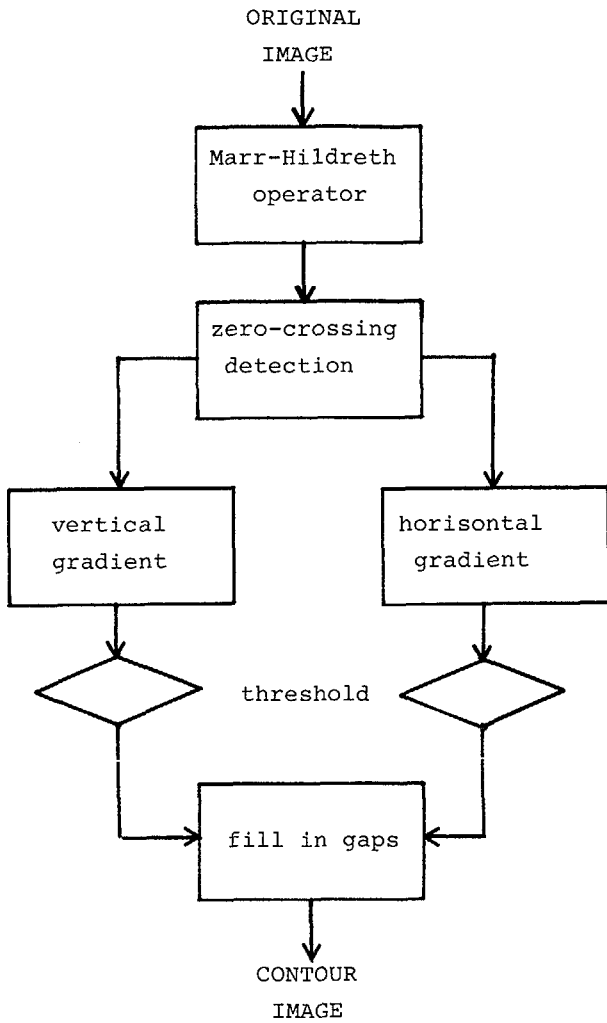 ORIGINAL
IMAGE
Marr-Hildreth
operator
zero-crossing
detection
vertical
gradient
horisontal
gradient
threshold
fill in gaps
CONTOUR
IMAGE